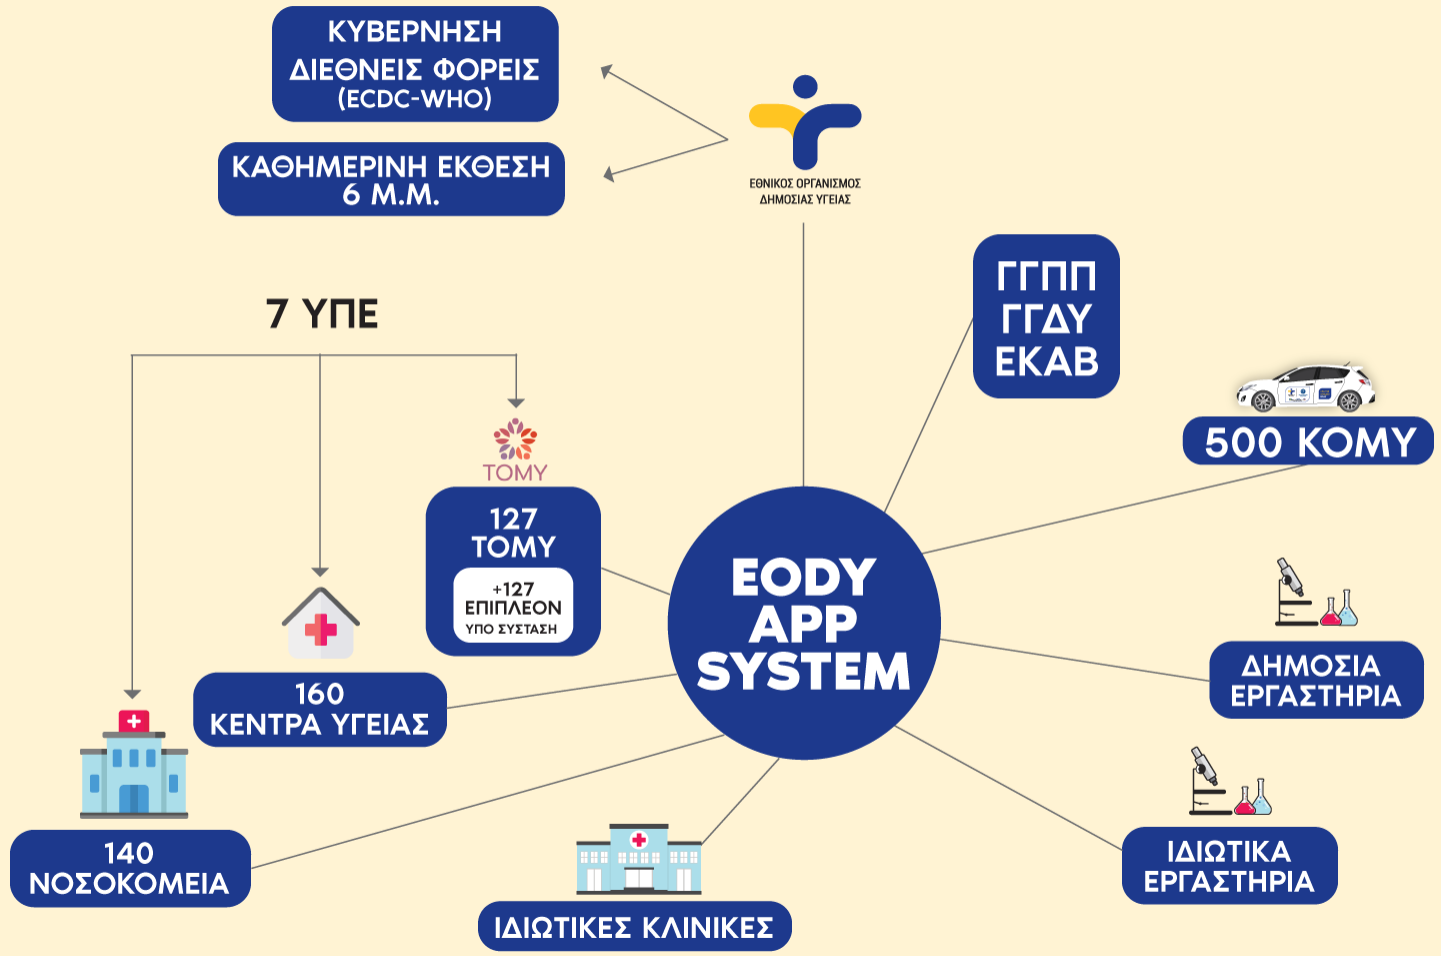 ΚΥΒΕΡΝΗΣΗ
ΔΙΕΘΝΕΙΣ ΦΟΡΕΙΣ
(ECDC-WHO)
ΚΑΘΗΜΕΡΙΝΗ ΕΚΘΕΣΗ
6 Μ.Μ.
ΕΘΝΙΚΟΣ ΟΡΓΑΝΙΣΜΟΣ
ΔΗΜΟΣΙΑΣ ΥΓΕΙΑΣ
ΓΓΠΠ
ΓΓΔΥ
ΕΚΑΒ
7 ΥΠΕ
500 ΚΟΜΥ
ΤΟΜΥ
127
ΤΟΜΥ
+127
ΕΠΙΠΛΕΟΝ
ΥΠΟ ΣΥΣΤΑΣΗ
EODY
APP
SYSTEM
160
ΚΕΝΤΡΑ ΥΓΕΙΑΣ
ΔΗΜΟΣΙΑ
ΕΡΓΑΣΤΗΡΙΑ
140
ΝΟΣΟΚΟΜΕΙΑ
ΙΔΙΩΤΙΚΑ
ΕΡΓΑΣΤΗΡΙΑ
ΙΔΙΩΤΙΚΕΣ ΚΛΙΝΙΚΕΣ